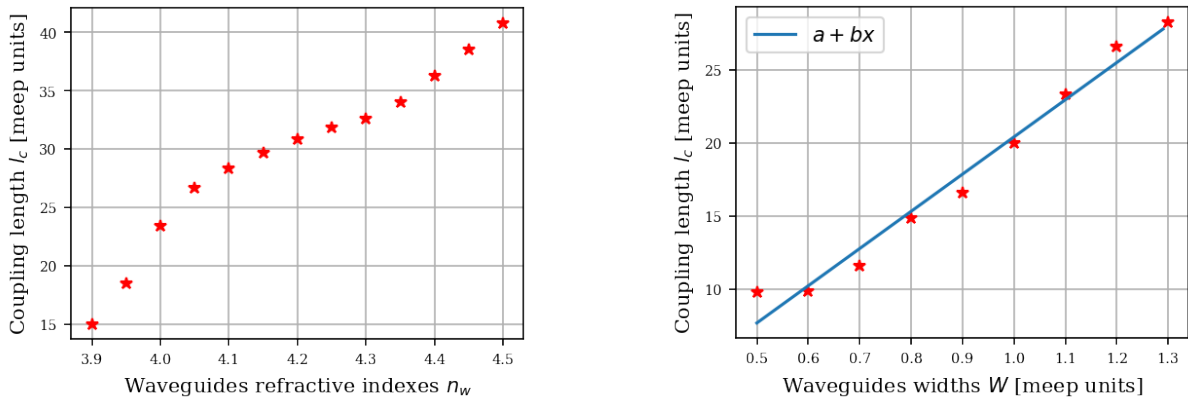 Coupling length l_c [meep units]
40
35
30
25
20
15
3.9 4.0 4.1 4.2 4.3 4.4 4.5
Waveguides refractive indexes n_w
Coupling length l_c [meep units]
a + bx
25
20
15
10
0.5 0.6 0.7 0.8 0.9 1.0 1.1 1.2 1.3
Waveguides widths W [meep units]